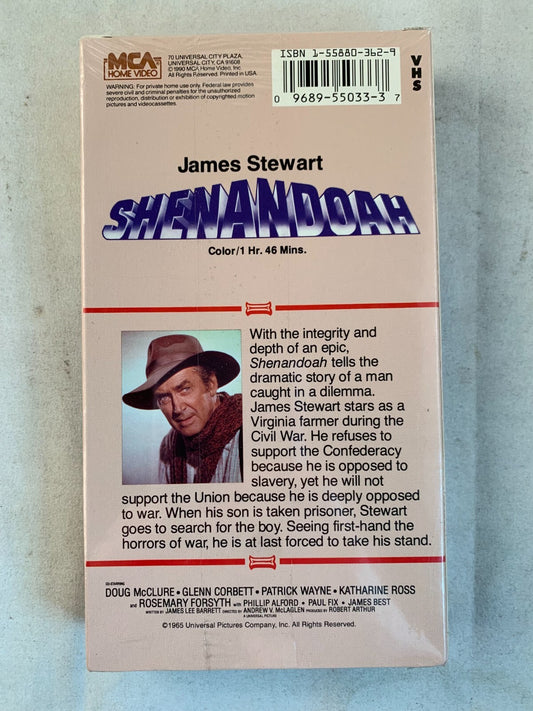 MCA
HOME VIDEO
70 UNIVERSAL CITY PLAZA,
UNIVERSAL CITY, CA 91608
©1990 MCA Home Video, Inc.
All Rights Reserved. Printed in USA.
WARNING: For private home use only. Federal law provides
severe civil and criminal penalties for the unauthorized
reproduction, distribution or exhibition of copyrighted motion
pictures and videocassettes.
ISBN 1-55880-362-9
0 9689-55033-3 7
VHS
James Stewart
SHENANDOAH
Color/1 Hr. 46 Mins.
With the integrity and
depth of an epic,
Shenandoah tells the
dramatic story of a man
caught in a dilemma.
James Stewart stars as a
Virginia farmer during the
Civil War. He refuses to
support the Confederacy
because he is opposed to
slavery, yet he will not
support the Union because he is deeply opposed
to war. When his son is taken prisoner, Stewart
goes to search for the boy. Seeing first-hand the
horrors of war, he is at last forced to take his stand.
CO-STARRING
DOUG McCLURE • GLENN CORBETT • PATRICK WAYNE • KATHARINE ROSS
and ROSEMARY FORSYTH with PHILLIP ALFORD • PAUL FIX • JAMES BEST
WRITTEN BY JAMES LEE BARRETT DIRECTED BY ANDREW V. McLAGLEN PRODUCED BY ROBERT ARTHUR
A UNIVERSAL PICTURE
©1965 Universal Pictures Company, Inc. All Rights Reserved.